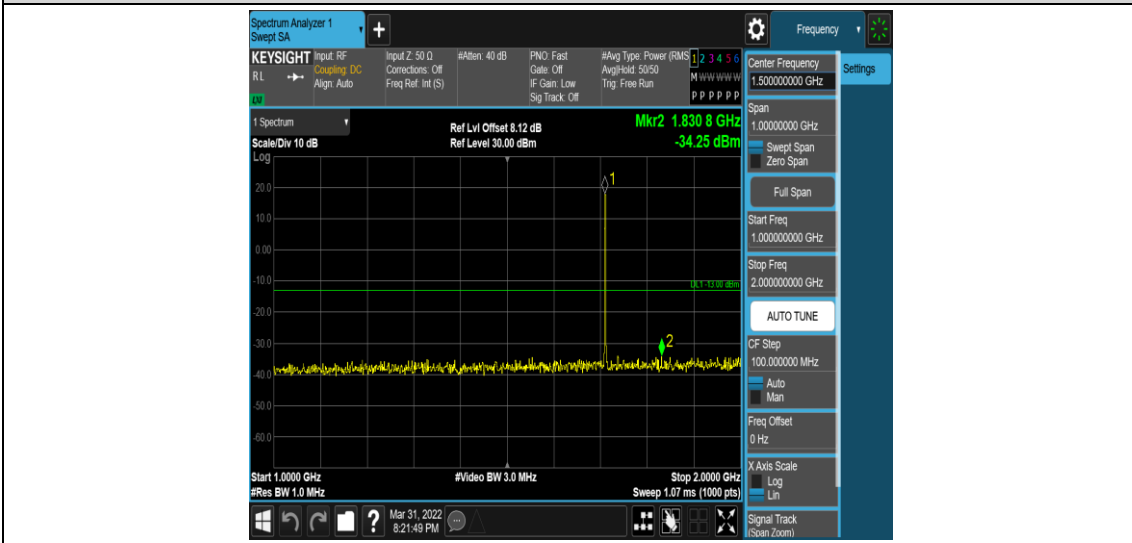 Spectrum Analyzer 1
Swept SA
+
Frequency
KEYSIGHT
Input: RF
Coupling: DC
Align: Auto
Input Z: 50 Ω
Corrections: Off
Freq Ref: Int (S)
#Atten: 40 dB
PNO: Fast
Gate: Off
IF Gain: Low
Sig Track: Off
#Avg Type: Power (RMS
Avg|Hold: 50/50
Trig: Free Run
1 2 3 4 5 6
M W W W W W
P P P P P P
R L
LXI
Center Frequency
1.500000000 GHz
Settings
Span
1.00000000 GHz
Swept Span
Zero Span
Full Span
Start Freq
1.000000000 GHz
Stop Freq
2.000000000 GHz
AUTO TUNE
CF Step
100.000000 MHz
Auto
Man
Freq Offset
0 Hz
X Axis Scale
Log
Lin
Signal Track
(Span Zoom)
1 Spectrum
Scale/Div 10 dB
Log
Ref Lvl Offset 8.12 dB
Ref Level 30.00 dBm
Mkr2 1.830 8 GHz
-34.25 dBm
1
20.0
10.0
0.00
-10.0
DL1 -13.00 dBm
-20.0
-30.0
2
-40.0
-50.0
-60.0
Start 1.0000 GHz
#Video BW 3.0 MHz
Stop 2.0000 GHz
#Res BW 1.0 MHz
Sweep 1.07 ms (1000 pts)
?
Mar 31, 2022
8:21:49 PM